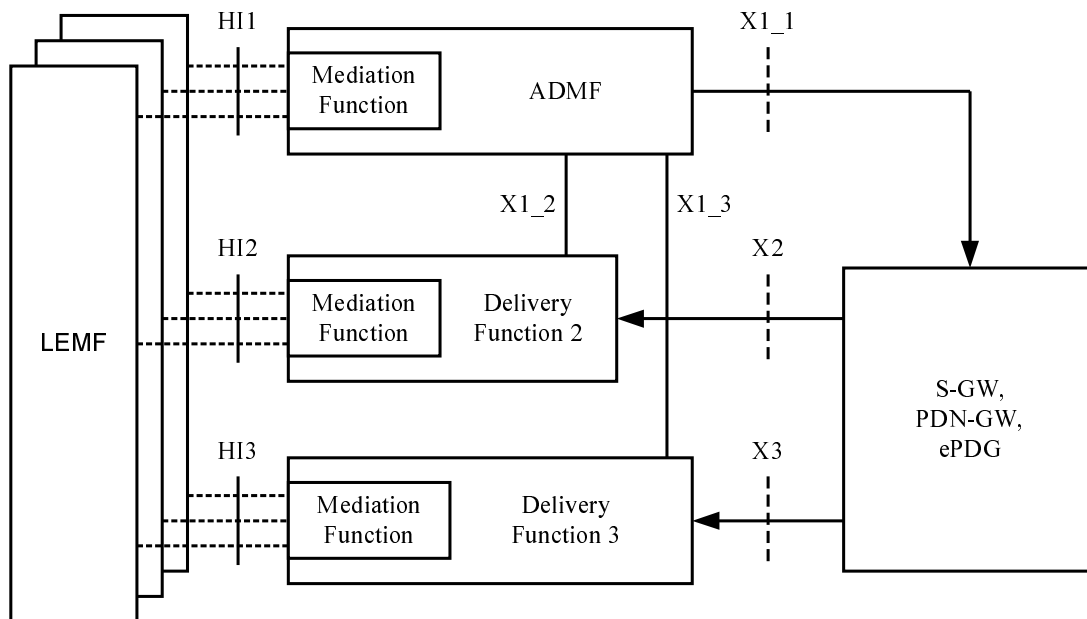 HI1
X1_1
Mediation
Function
ADMF
X1_2
X1_3
HI2
X2
Mediation
Function
Delivery
Function 2
LEMF
S-GW,
PDN-GW,
ePDG
HI3
X3
Mediation
Function
Delivery
Function 3